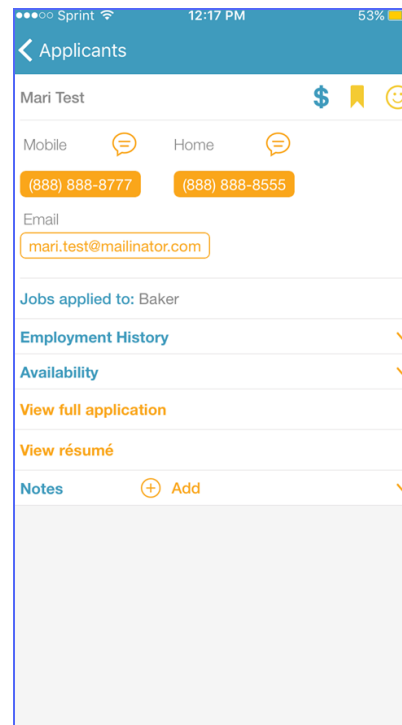 Sprint 12:17 PM 53%
Applicants
Mari Test $
Mobile Home
(888) 888-8777 (888) 888-8555
Email
mari.test@mailinator.com
Jobs applied to: Baker
Employment History
Availability
View full application
View résumé
Notes + Add